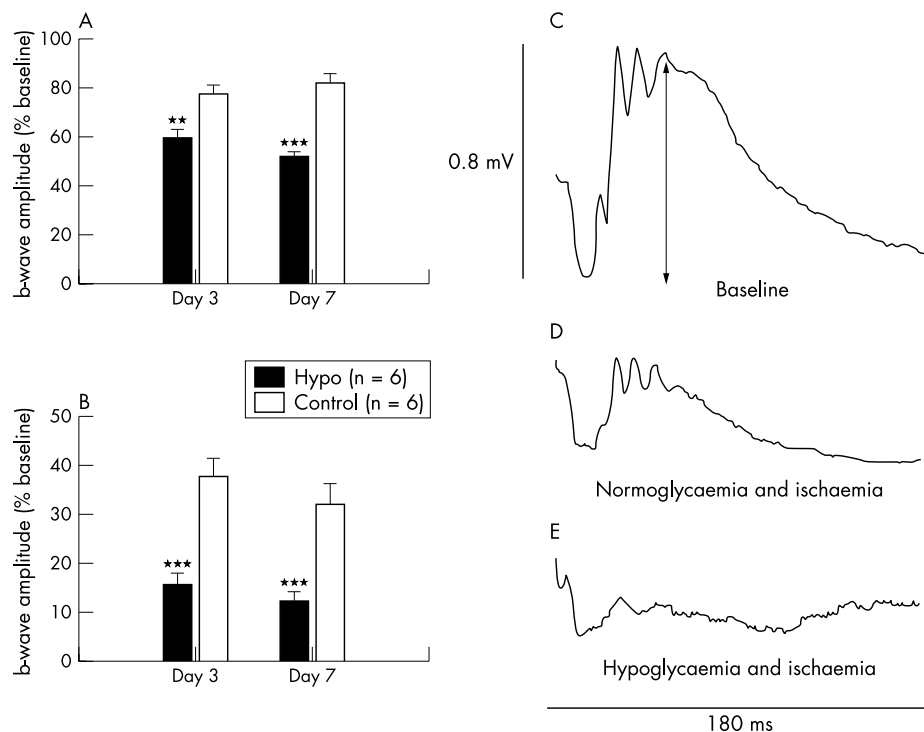 A
b-wave amplitude (% baseline)
100
80
60
40
20
0
★★
★★★
Day 3
Day 7
Hypo (n = 6)
Control (n = 6)
B
b-wave amplitude (% baseline)
50
40
30
20
10
0
★★★
★★★
Day 3
Day 7
C
0.8 mV
Baseline
D
Normoglycaemia and ischaemia
E
Hypoglycaemia and ischaemia
180 ms